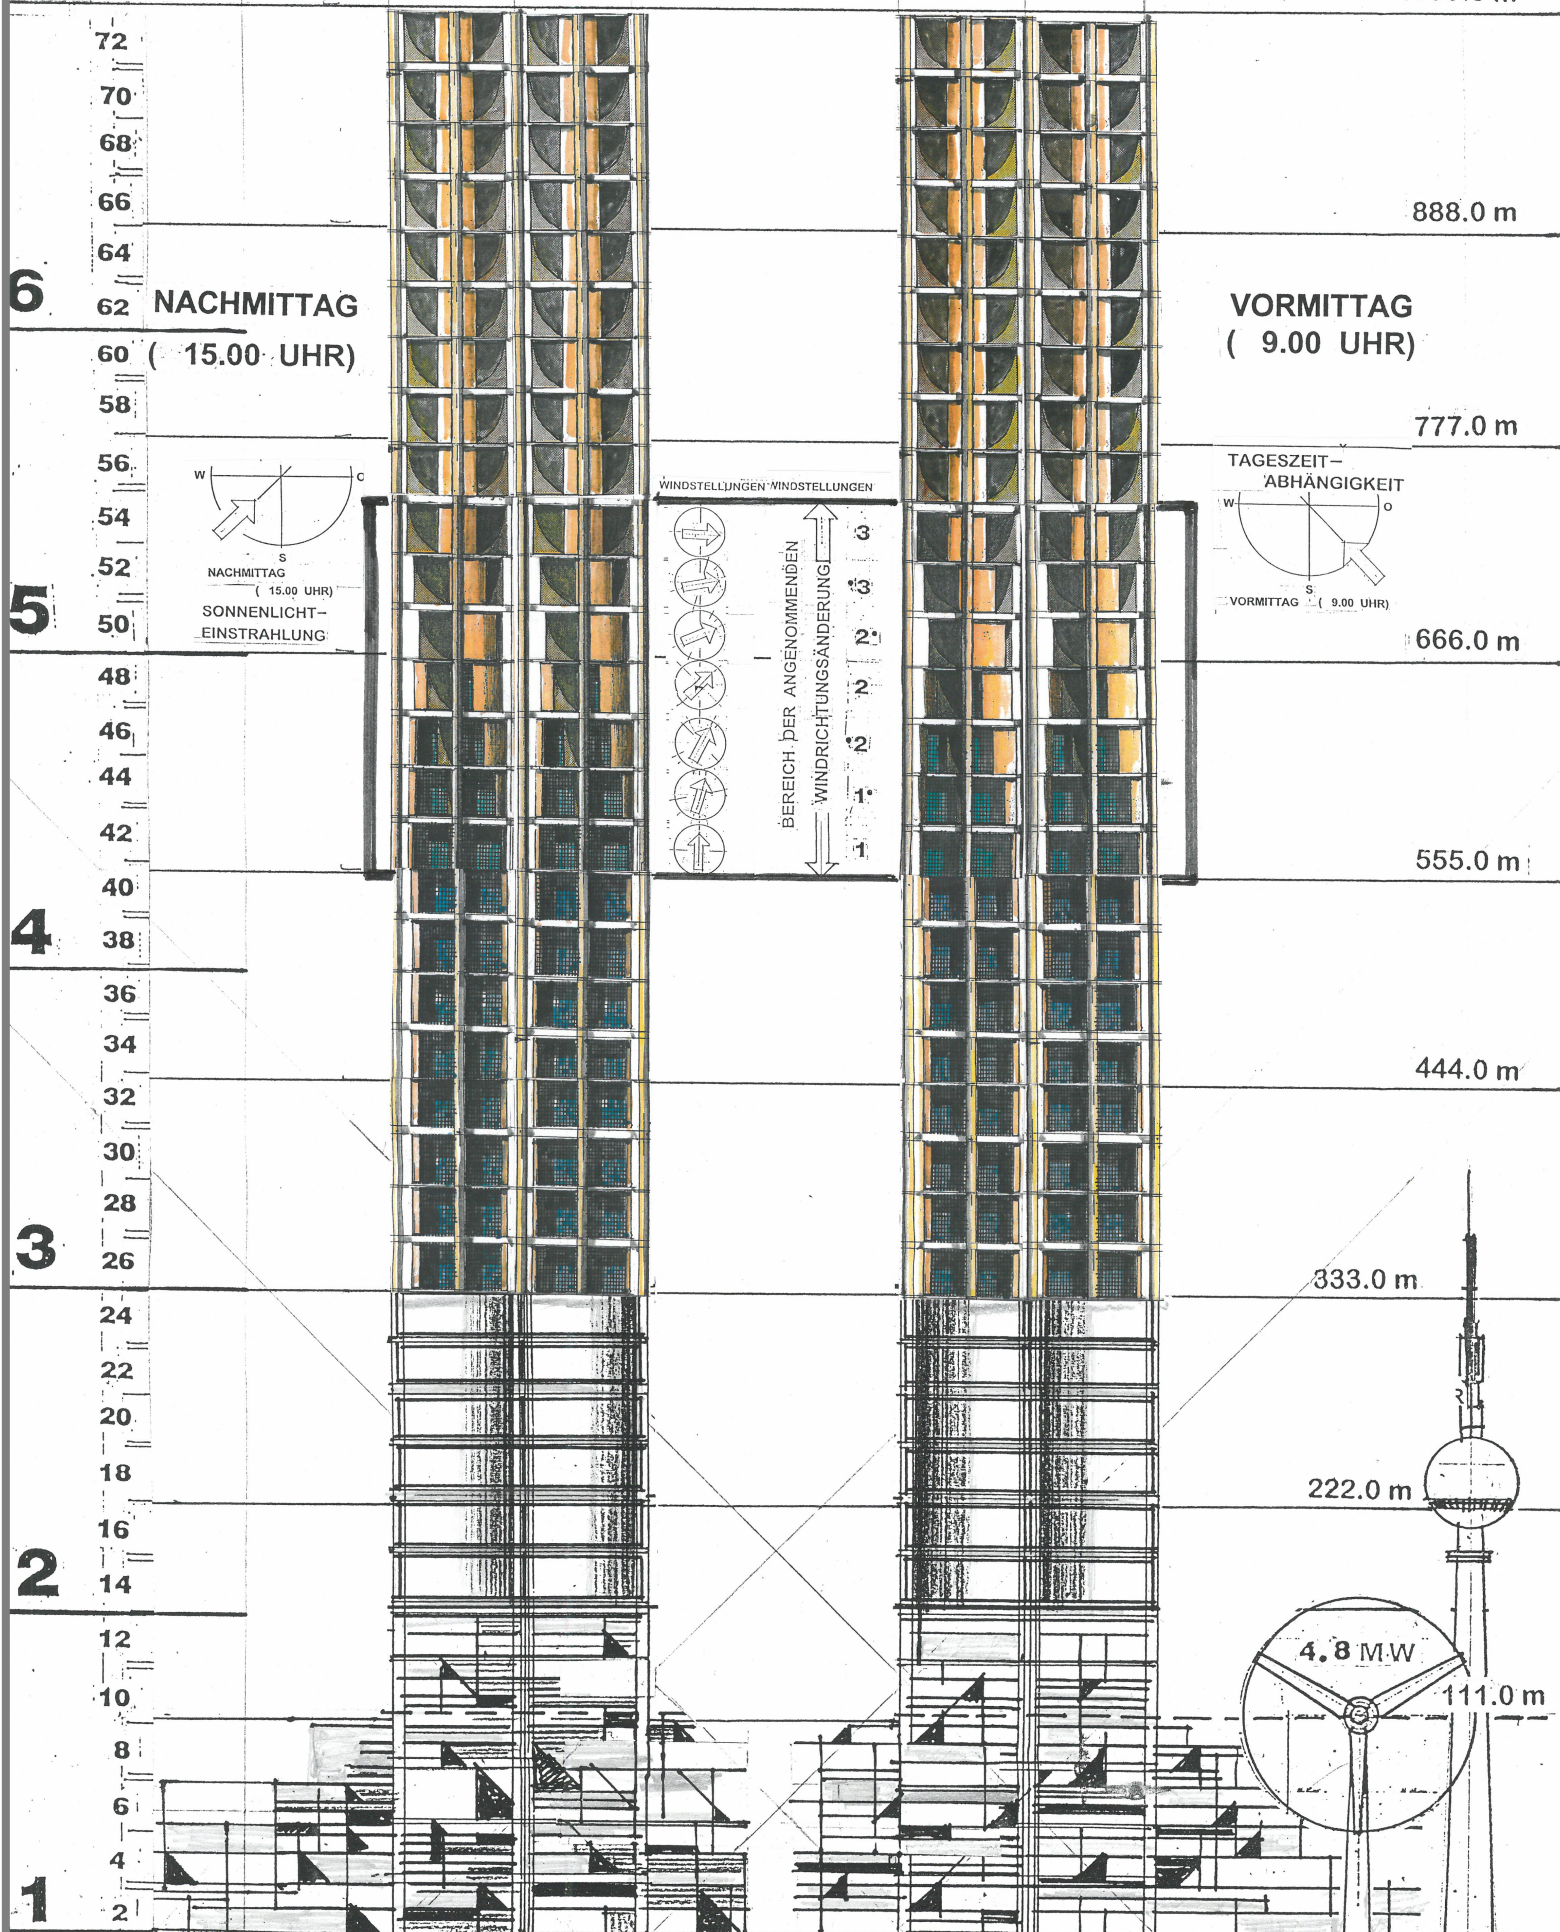 72
70
68
66
888.0 m
64
6
62
NACHMITTAG
( 15.00 UHR)
VORMITTAG
( 9.00 UHR)
60
58
777.0 m
56
W
O
S
NACHMITTAG
( 15.00 UHR)
SONNENLICHT-
EINSTRAHLUNG
WINDSTELLUNGEN WINDSTELLUNGEN
BEREICH DER ANGENOMMENDEN
WINDRICHTUNGSÄNDERUNG
3
3
2
2
2
1
1
TAGESZEIT-
ABHÄNGIGKEIT
W
O
S
VORMITTAG ( 9.00 UHR)
54
52
5
50
666.0 m
48
46
44
42
555.0 m
40
4
38
36
34
444.0 m
32
30
28
3
26
333.0 m
24
22
20
R
18
222.0 m
16
2
14
12
4.8 MW
10
111.0 m
8
6
4
1
2